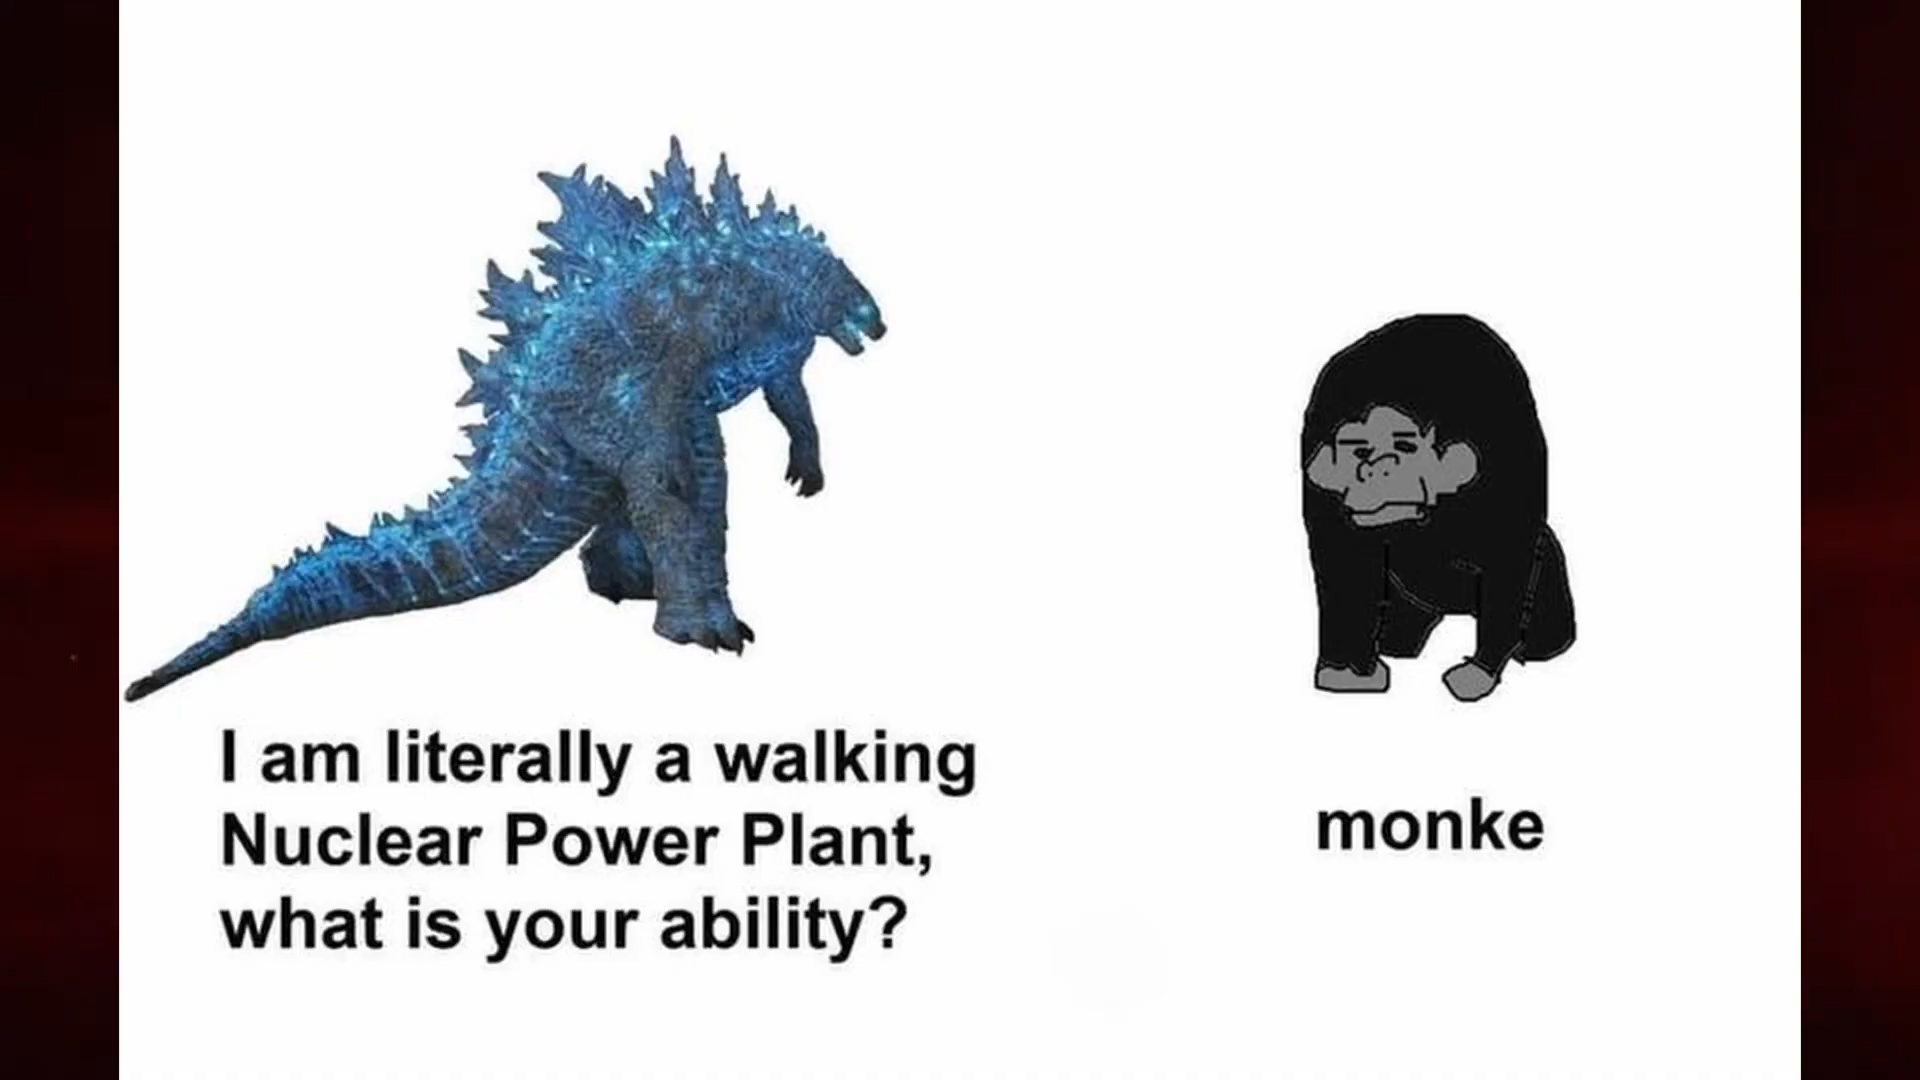 I am literally a walking
Nuclear Power Plant,
what is your ability?
monke